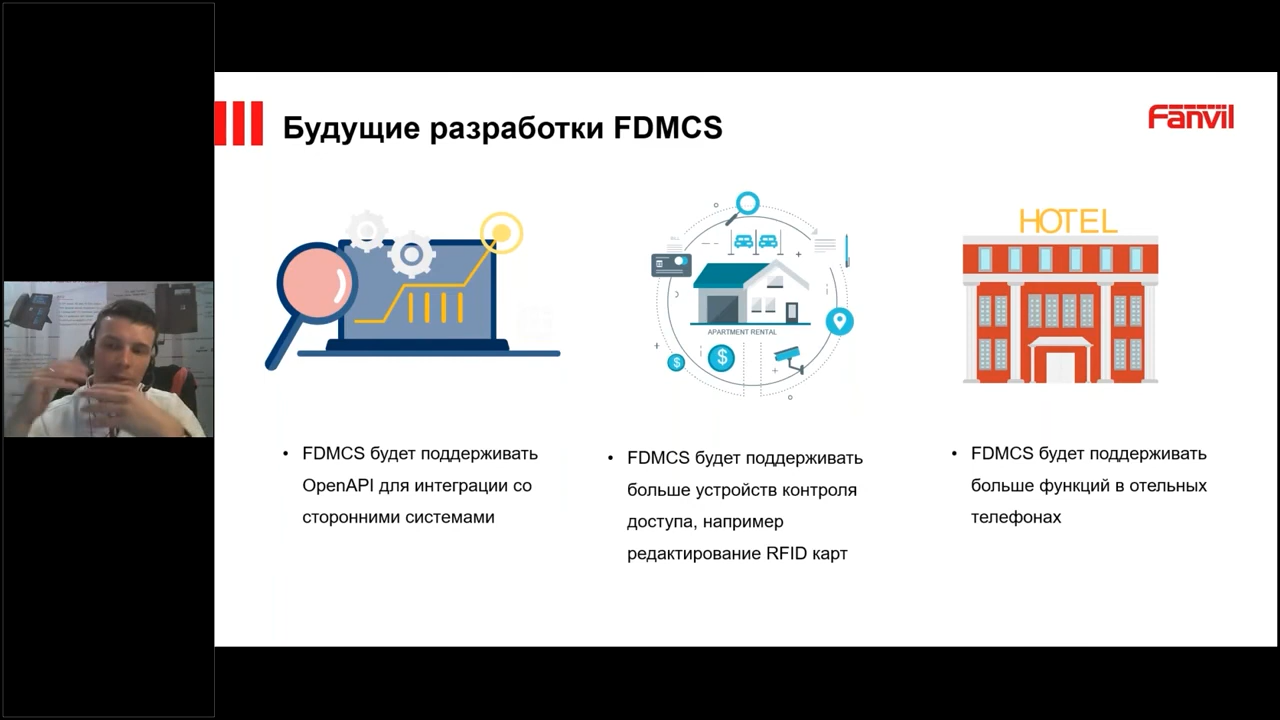 Будущие разработки FDMCS
Fanvil
HOTEL
APARTMENT RENTAL
$
$
• FDMCS будет поддерживать
OpenAPI для интеграции со
сторонними системами
• FDMCS будет поддерживать
больше устройств контроля
доступа, например
редактирование RFID карт
• FDMCS будет поддерживать
больше функций в отельных
телефонах